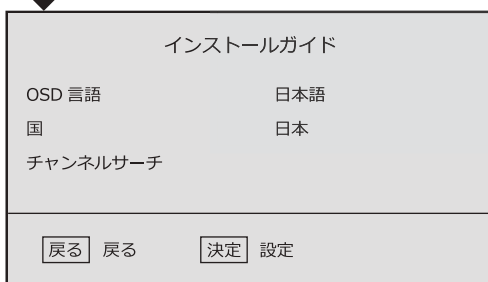 インストールガイド
OSD 言語 日本語
国 日本
チャンネルサーチ
戻る 戻る 決定 設定